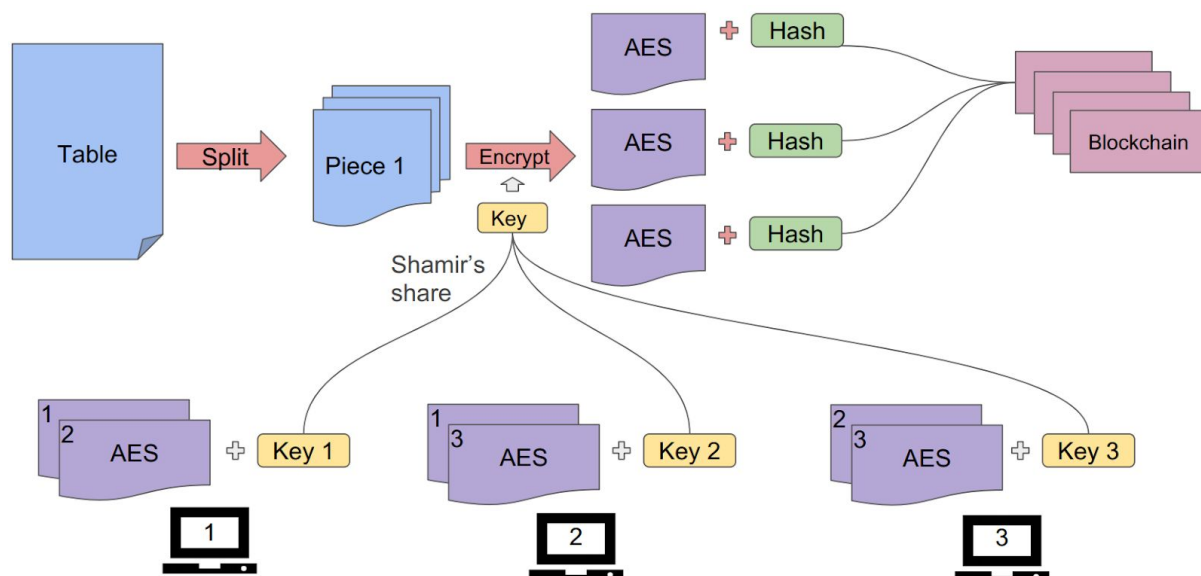 AES
Hash
Table
Split
Piece 1
Encrypt
AES
Hash
Blockchain
Key
AES
Hash
Shamir's
share
1
2
AES
Key 1
1
3
AES
Key 2
2
3
AES
Key 3
1
2
3